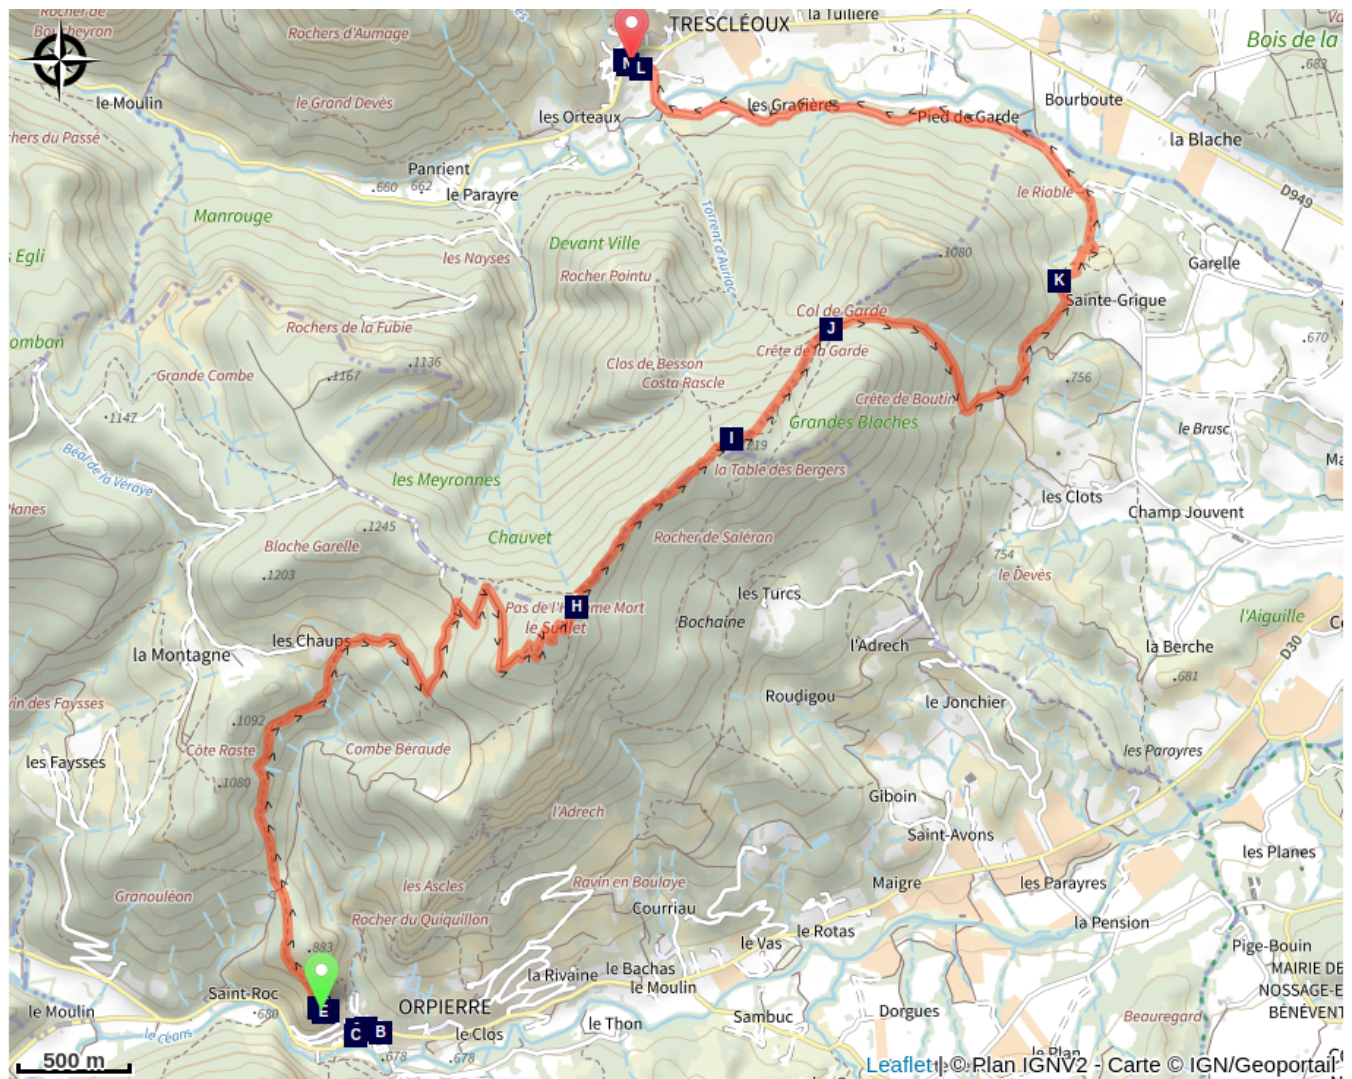 Rocher de
Boucheyron
Rochers d'Aumage
TRESCLÉOUX
la Tuilière
Bois de la
683
le Moulin
le Grand Devès
les Orteaux
les Gravières
Pied de Garde
Bourboute
la Blache
chers du Passè
Panrient
660
662
le Parayre
le Riable
D949
Manrouge
Egli
les Nayses
Devant Ville
Rocher Pointu
Torrent d'Auriac
1080
Garelle
K
Sainte-Grique
Col de Garde
J
Crête de la Garde
Rochers de la Fubie
omban
670
1136
1167
Grande Combe
Clos de Besson
Costa Rascle
756
Crête de Boutin
1147
Grandes Blaches
I
719
le Brusc
Béal de la Véraye
la Table des Bergers
les Meyronnes
les Clots
Champ Jouvent
lanes
1245
Chauvet
Rocher de Saléran
Bloche Garelle
754
le Devès
1203
les Turcs
H
le Suillet
Bochaine
l'Aiguille
les Chaups
la Montagne
l'Adrech
la Berche
D30
681
Roudigou
le Jonchier
vin des Faysses
1092
Côte Raste
Combe Béraude
les Parayres
les Faysses
1080
Giboin
l'Adrech
Saint-Avons
les Planes
Granouléon
les Ascles
Ravin en Boulaye
Maigre
les Parayres
Rocher du Quiquillon
Courriau
la Pension
le Rotas
883
le Vas
Pige-Bouin
la Rivaine
le Bachas
le Moulin
MAIRIE DE
NOSSAGE-E
BÉNÉVENT
Saint-Roc
680
E
ORPIERRE
le Moulin
le Céans
C
B
le Clos
le Thon
Sambuc
Dorgues
Beauregard
678
678
le Plan
500 m
Leaflet | © Plan IGNV2 - Carte © IGN/Geoportail
L